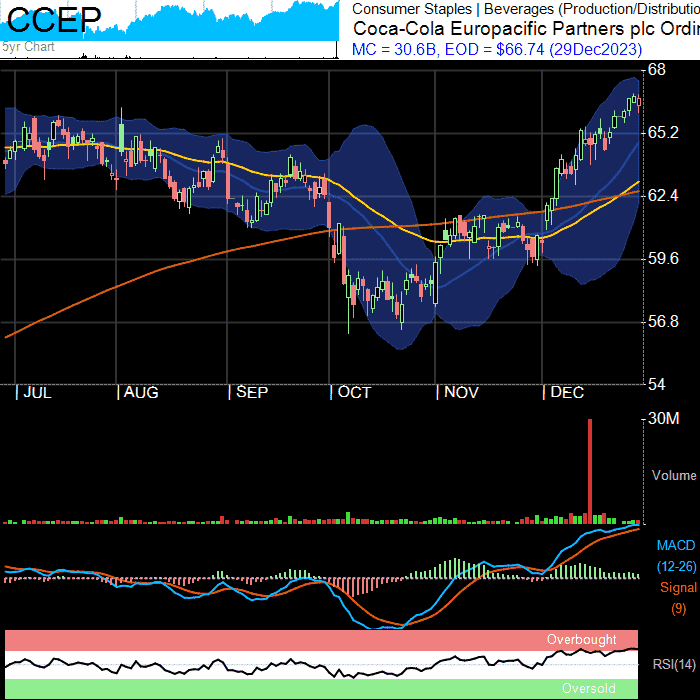 CCEP
5yr Chart
Consumer Staples | Beverages (Production/Distributio
Coca-Cola Europacific Partners plc Ordin
MC = 30.6B, EOD = $66.74 (29Dec2023)
68
65.2
62.4
59.6
56.8
54
JUL AUG SEP OCT NOV DEC
30M
Volume
MACD
(12-26)
Signal
(9)
Overbought
RSI(14)
Oversold